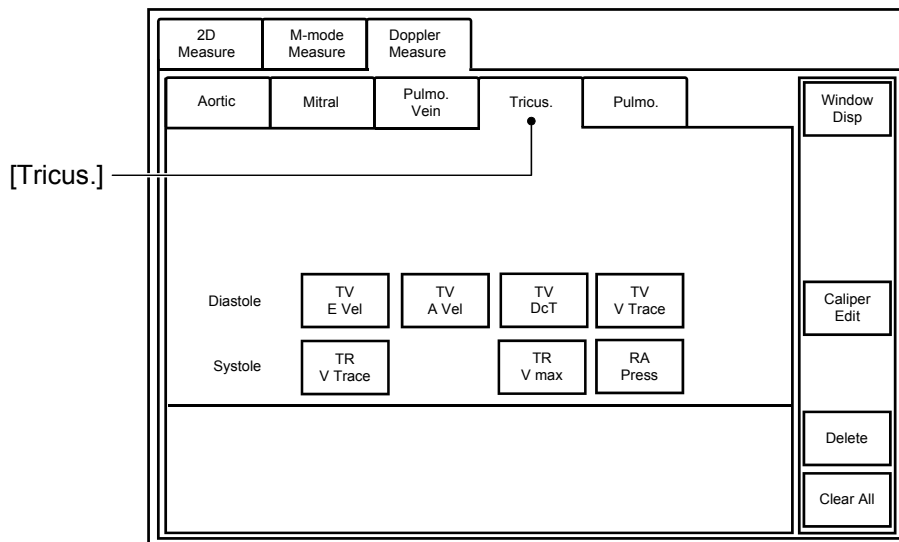 2D
Measure
M-mode
Measure
Doppler
Measure
Aortic
Mitral
Pulmo.
Vein
Tricus.
Pulmo.
Window
Disp
[Tricus.]
Diastole
TV
E Vel
TV
A Vel
TV
DcT
TV
V Trace
Caliper
Edit
Systole
TR
V Trace
TR
V max
RA
Press
Delete
Clear All